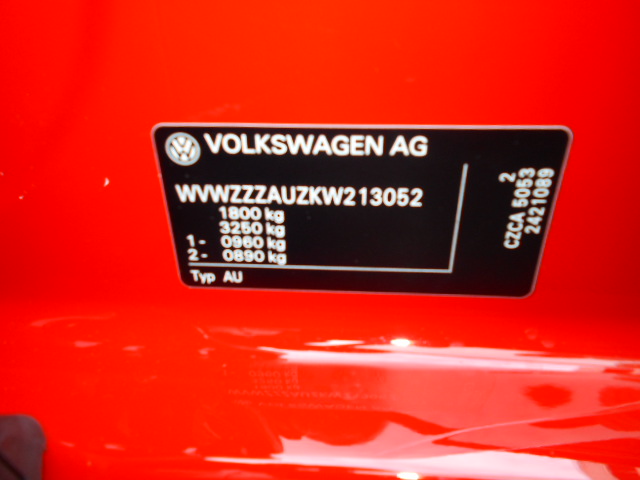 VOLKSWAGEN AG
WVWZZZAUZKW213052
1800 kg
3250 kg
1- 0960 kg
2- 0890 kg
Typ AU
2
CZCA 5053
2421089